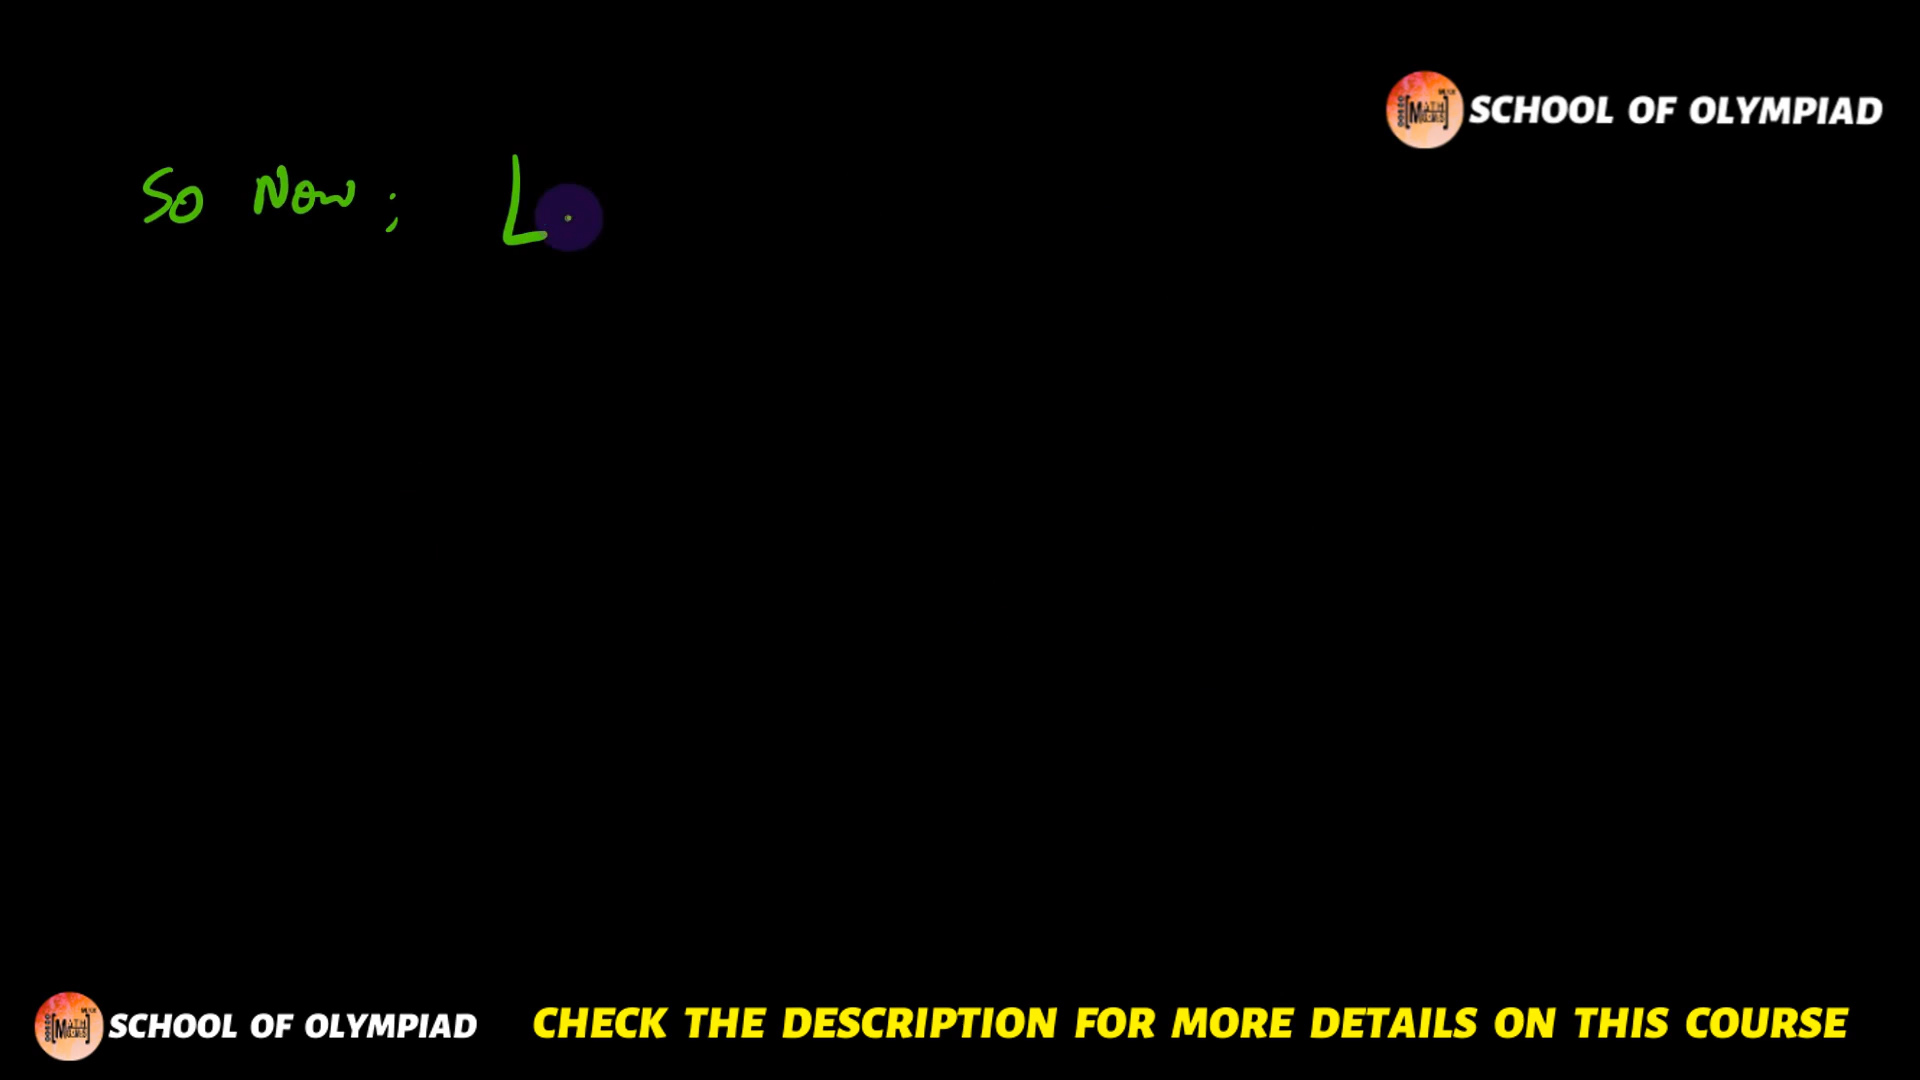 SCHOOL OF OLYMPIAD
So Now; L
SCHOOL OF OLYMPIAD
CHECK THE DESCRIPTION FOR MORE DETAILS ON THIS COURSE